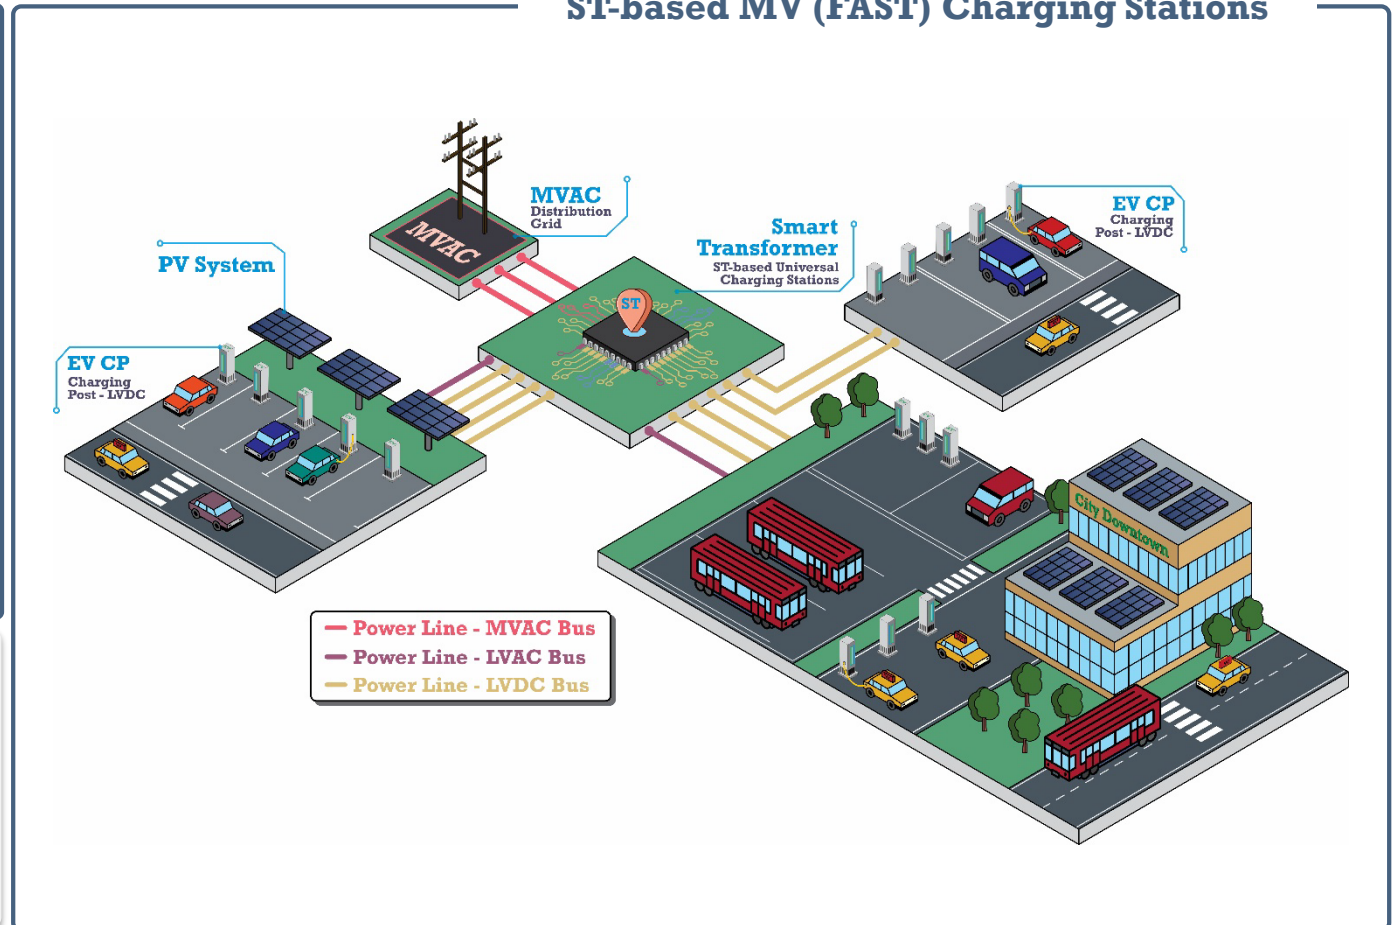 ST-based MV (FAST) Charging Stations
MVAC
Distribution
Grid
MVAC
Smart
Transformer
ST-based Universal
Charging Stations
EV CP
Charging
Post - LVDC
PV System
ST
EV CP
Charging
Post - LVDC
City Downtown
Power Line - MVAC Bus
Power Line - LVAC Bus
Power Line - LVDC Bus